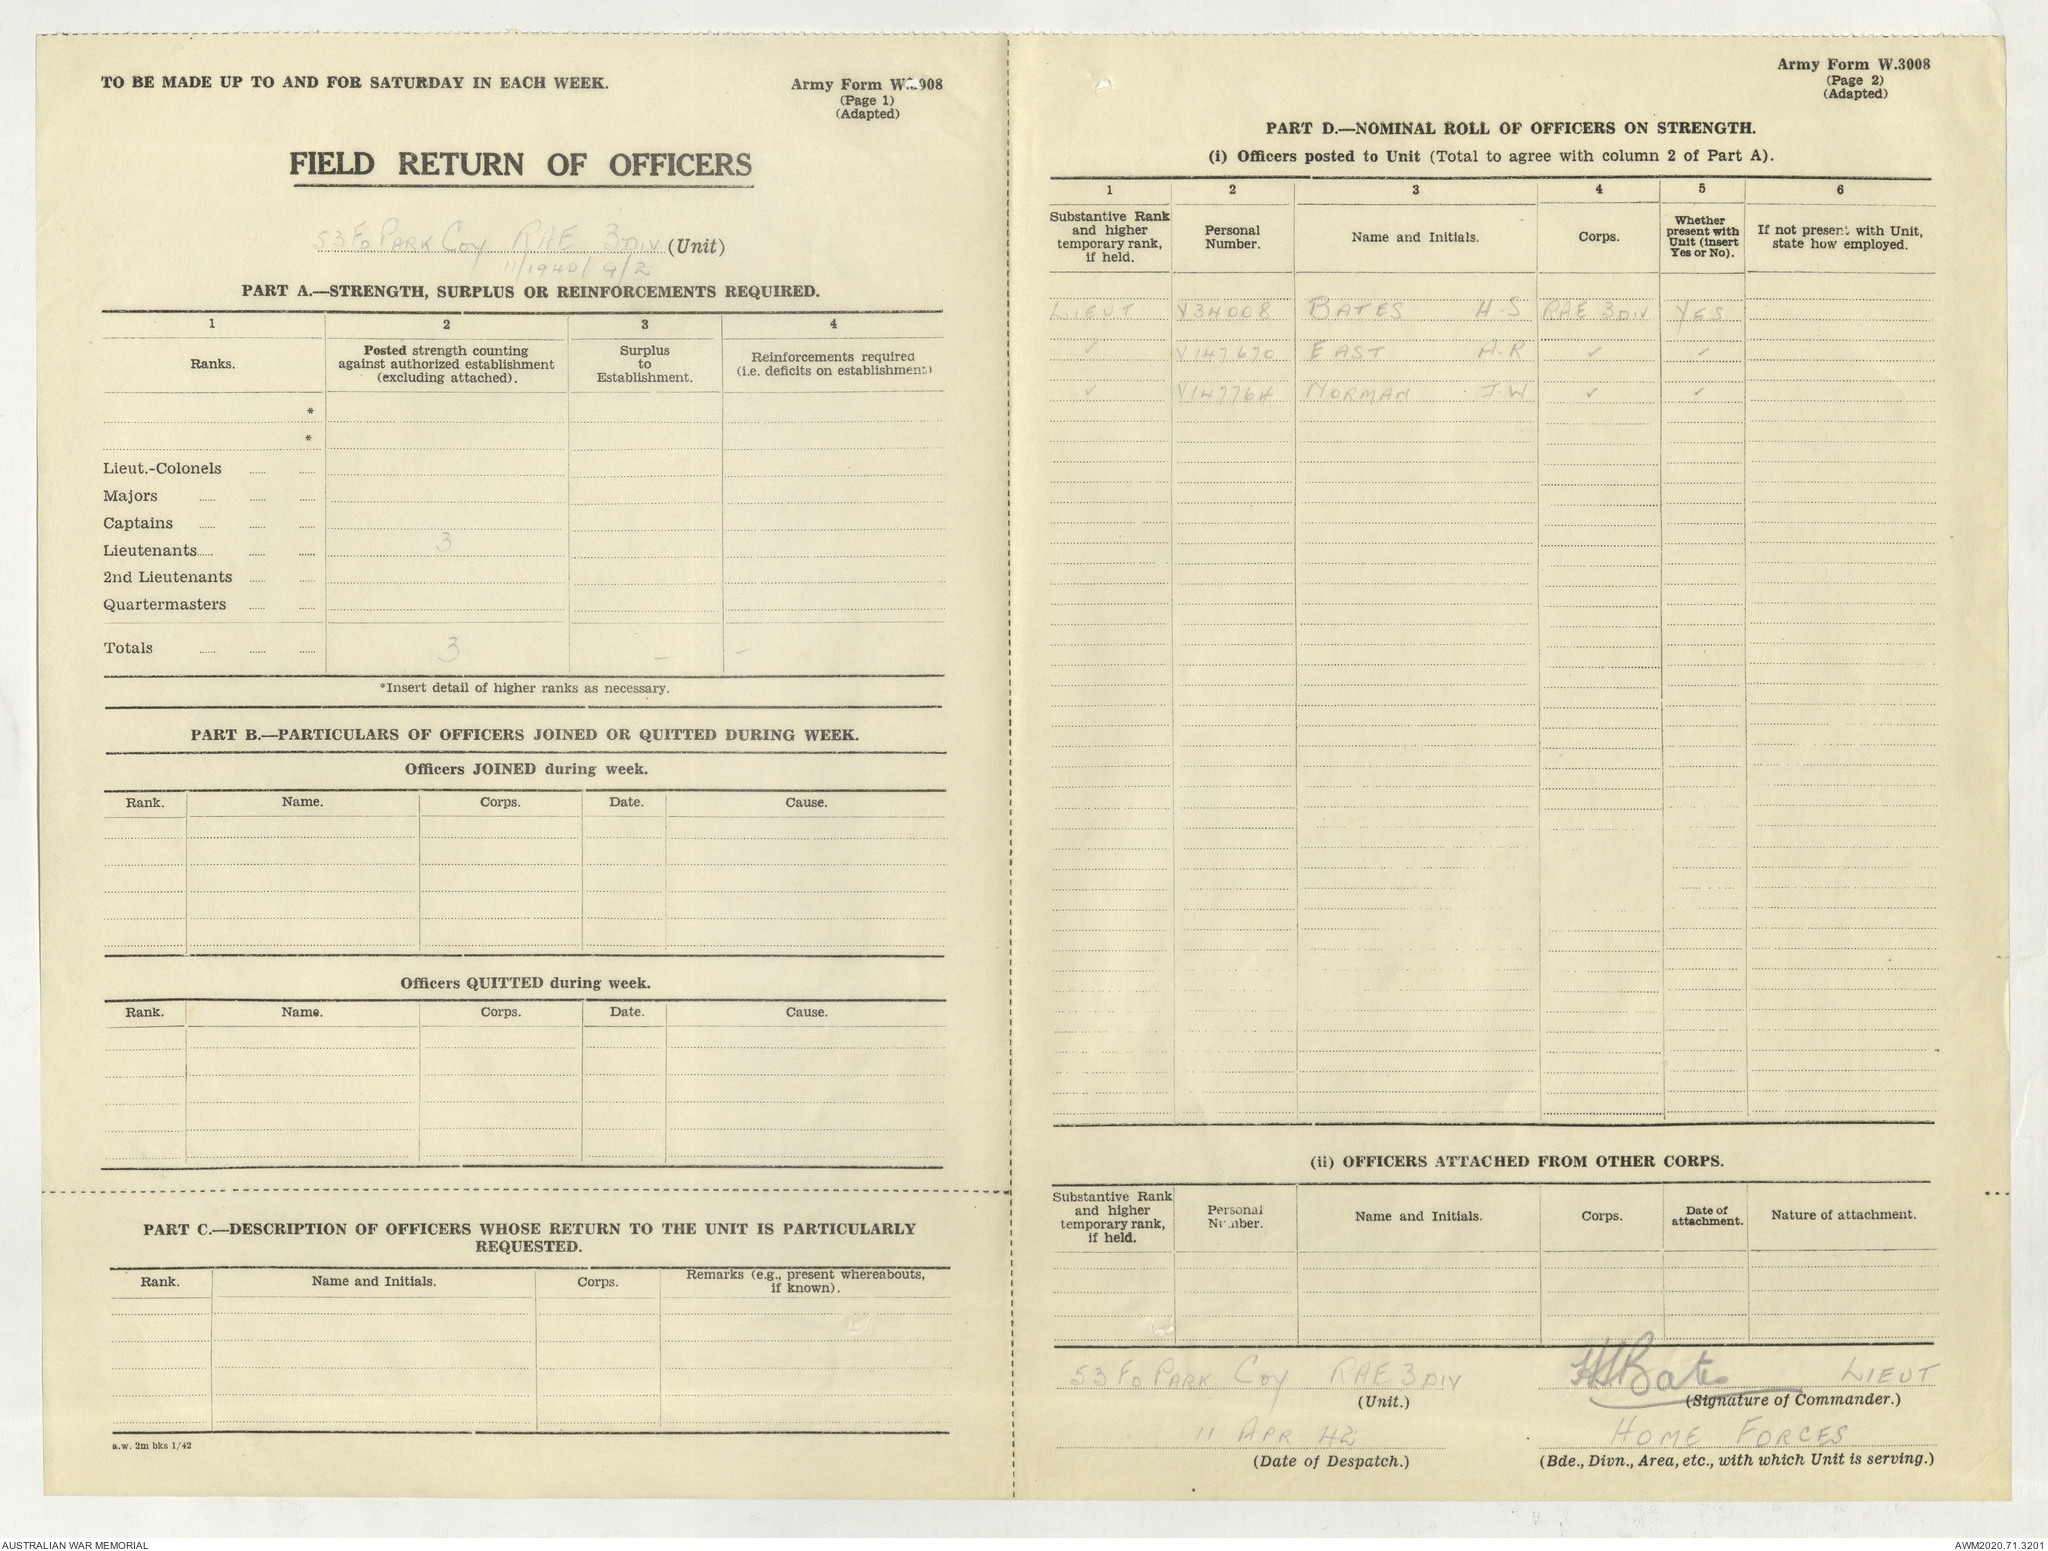 TO BE MADE UP TO AND FOR SATURDAY IN EACH WEEK.
Army Form W.3008
(Page 1)
(Adapted)
FIELD RETURN OF OFFICERS
53 FD PARK COY RAE 3 DIV (Unit)
11/1940/9/2
PART A.—STRENGTH, SURPLUS OR REINFORCEMENTS REQUIRED.
1 2 3 4
Ranks. Posted strength counting against authorized establishment (excluding attached). Surplus to Establishment. Reinforcements required (i.e. deficits on establishment)
*
*
Lieut.-Colonels
Majors
Captains
Lieutenants 3
2nd Lieutenants
Quartermasters
Totals 3 – –
*Insert detail of higher ranks as necessary.
PART B.—PARTICULARS OF OFFICERS JOINED OR QUITTED DURING WEEK.
Officers JOINED during week.
Rank. Name. Corps. Date. Cause.
Officers QUITTED during week.
Rank. Name. Corps. Date. Cause.
PART C.—DESCRIPTION OF OFFICERS WHOSE RETURN TO THE UNIT IS PARTICULARLY
REQUESTED.
Rank. Name and Initials. Corps. Remarks (e.g., present whereabouts, if known).
a.w. 2m bks 1/42
Army Form W.3008
(Page 2)
(Adapted)
PART D.—NOMINAL ROLL OF OFFICERS ON STRENGTH.
(i) Officers posted to Unit (Total to agree with column 2 of Part A).
1 2 3 4 5 6
Substantive Rank and higher temporary rank, if held. Personal Number. Name and Initials. Corps. Whether present with Unit (insert Yes or No). If not present with Unit, state how employed.
LIEUT V34008 BATES H.S RAE 3 DIV YES
✓ V147670 EAST A.R ✓ ✓
✓ V147764 NORMAN J.W ✓ ✓
(ii) OFFICERS ATTACHED FROM OTHER CORPS.
Substantive Rank and higher temporary rank, if held. Personal Number. Name and Initials. Corps. Date of attachment. Nature of attachment.
53 FD PARK COY RAE 3 DIV
(Unit.)
HSBates LIEUT
(Signature of Commander.)
11 APR 42
(Date of Despatch.)
HOME FORCES
(Bde., Divn., Area, etc., with which Unit is serving.)
AUSTRALIAN WAR MEMORIAL
AWM2020.71.3201